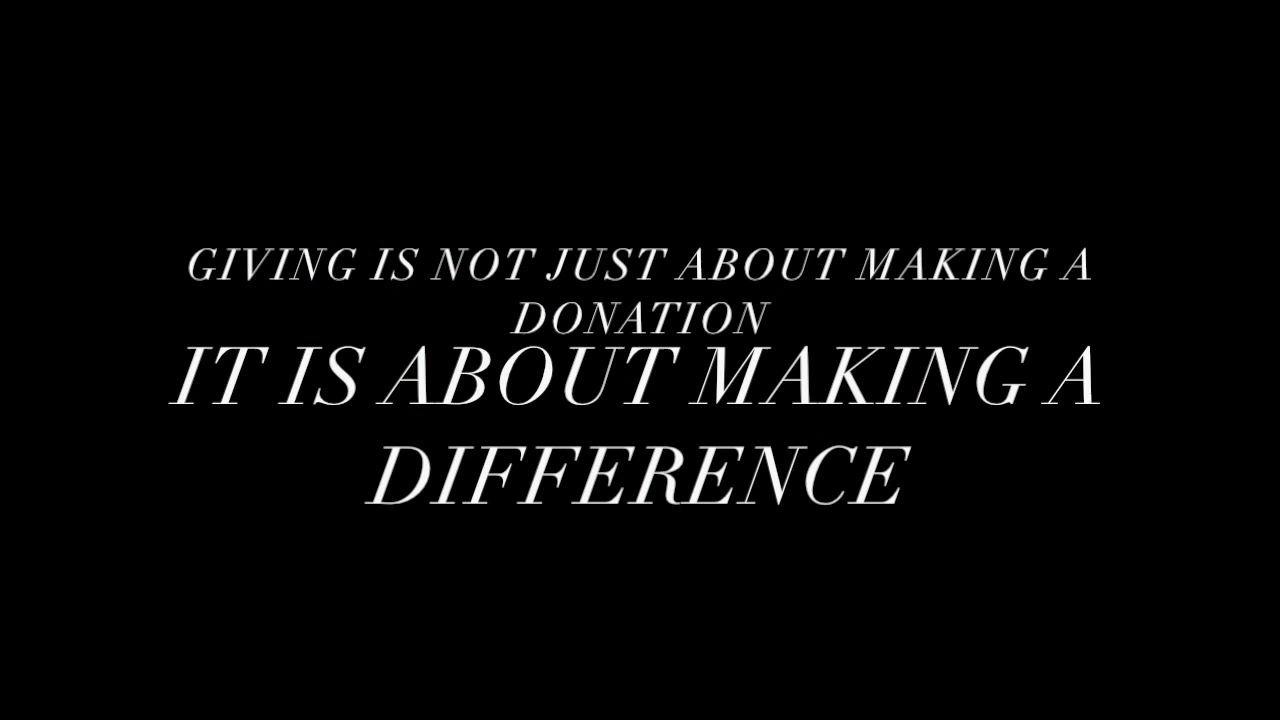 GIVING IS NOT JUST ABOUT MAKING A
DONATION
IT IS ABOUT MAKING A
DIFFERENCE